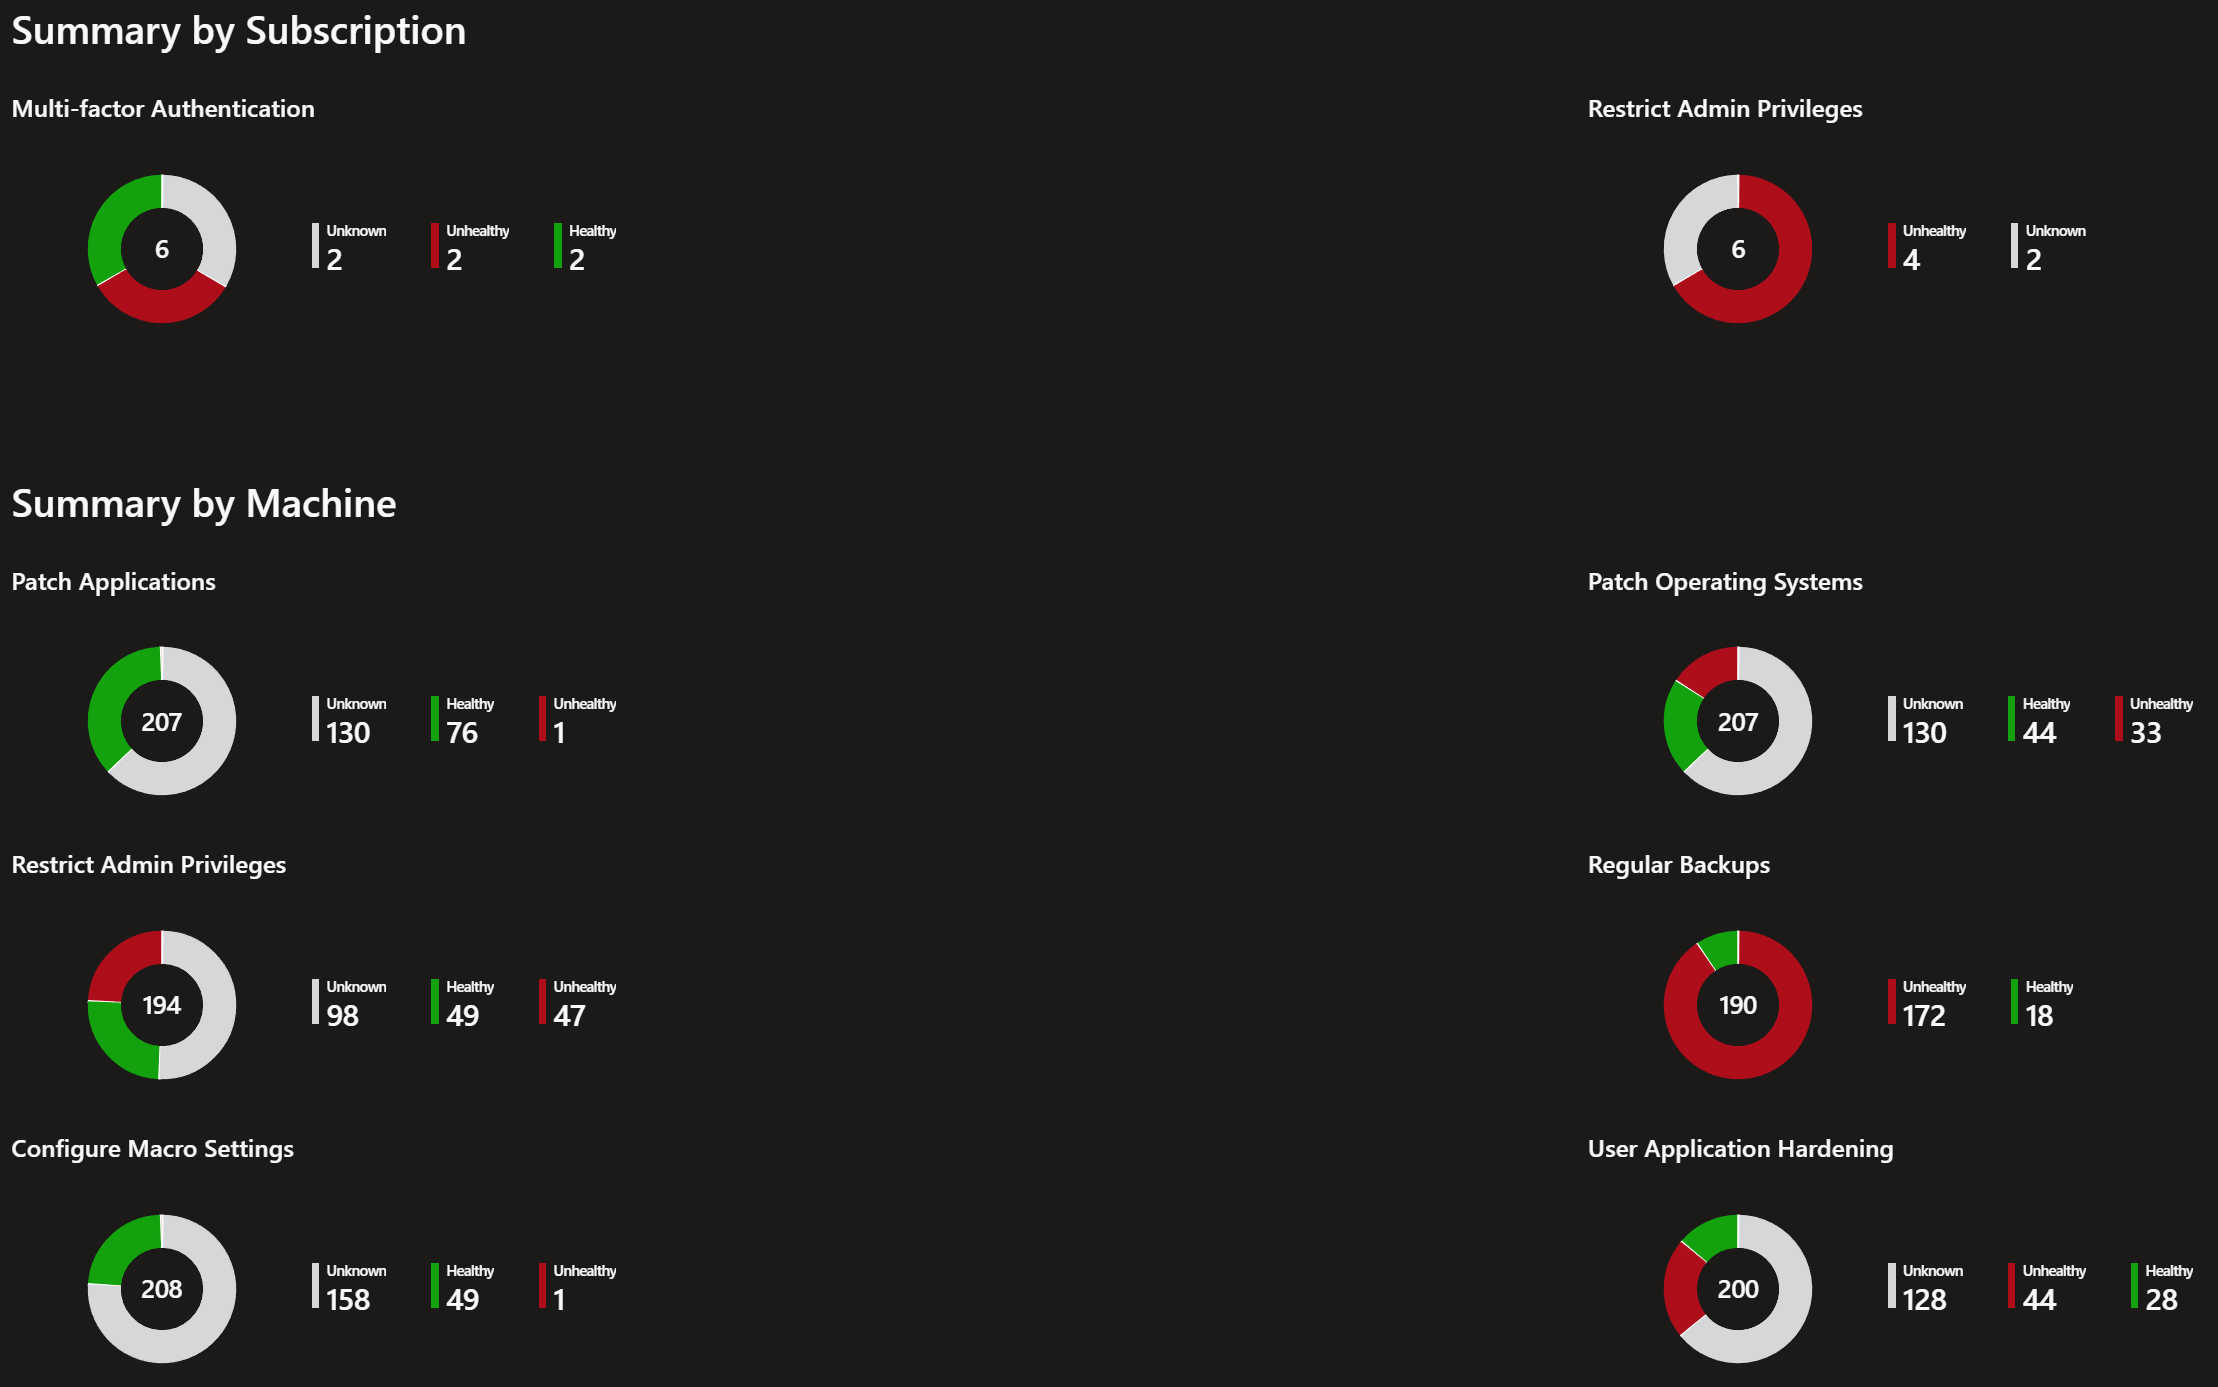 Summary by Subscription
Multi-factor Authentication
6
Unknown
2
Unhealthy
2
Healthy
2
Restrict Admin Privileges
6
Unhealthy
4
Unknown
2
Summary by Machine
Patch Applications
207
Unknown
130
Healthy
76
Unhealthy
1
Patch Operating Systems
207
Unknown
130
Healthy
44
Unhealthy
33
Restrict Admin Privileges
194
Unknown
98
Healthy
49
Unhealthy
47
Regular Backups
190
Unhealthy
172
Healthy
18
Configure Macro Settings
208
Unknown
158
Healthy
49
Unhealthy
1
User Application Hardening
200
Unknown
128
Unhealthy
44
Healthy
28